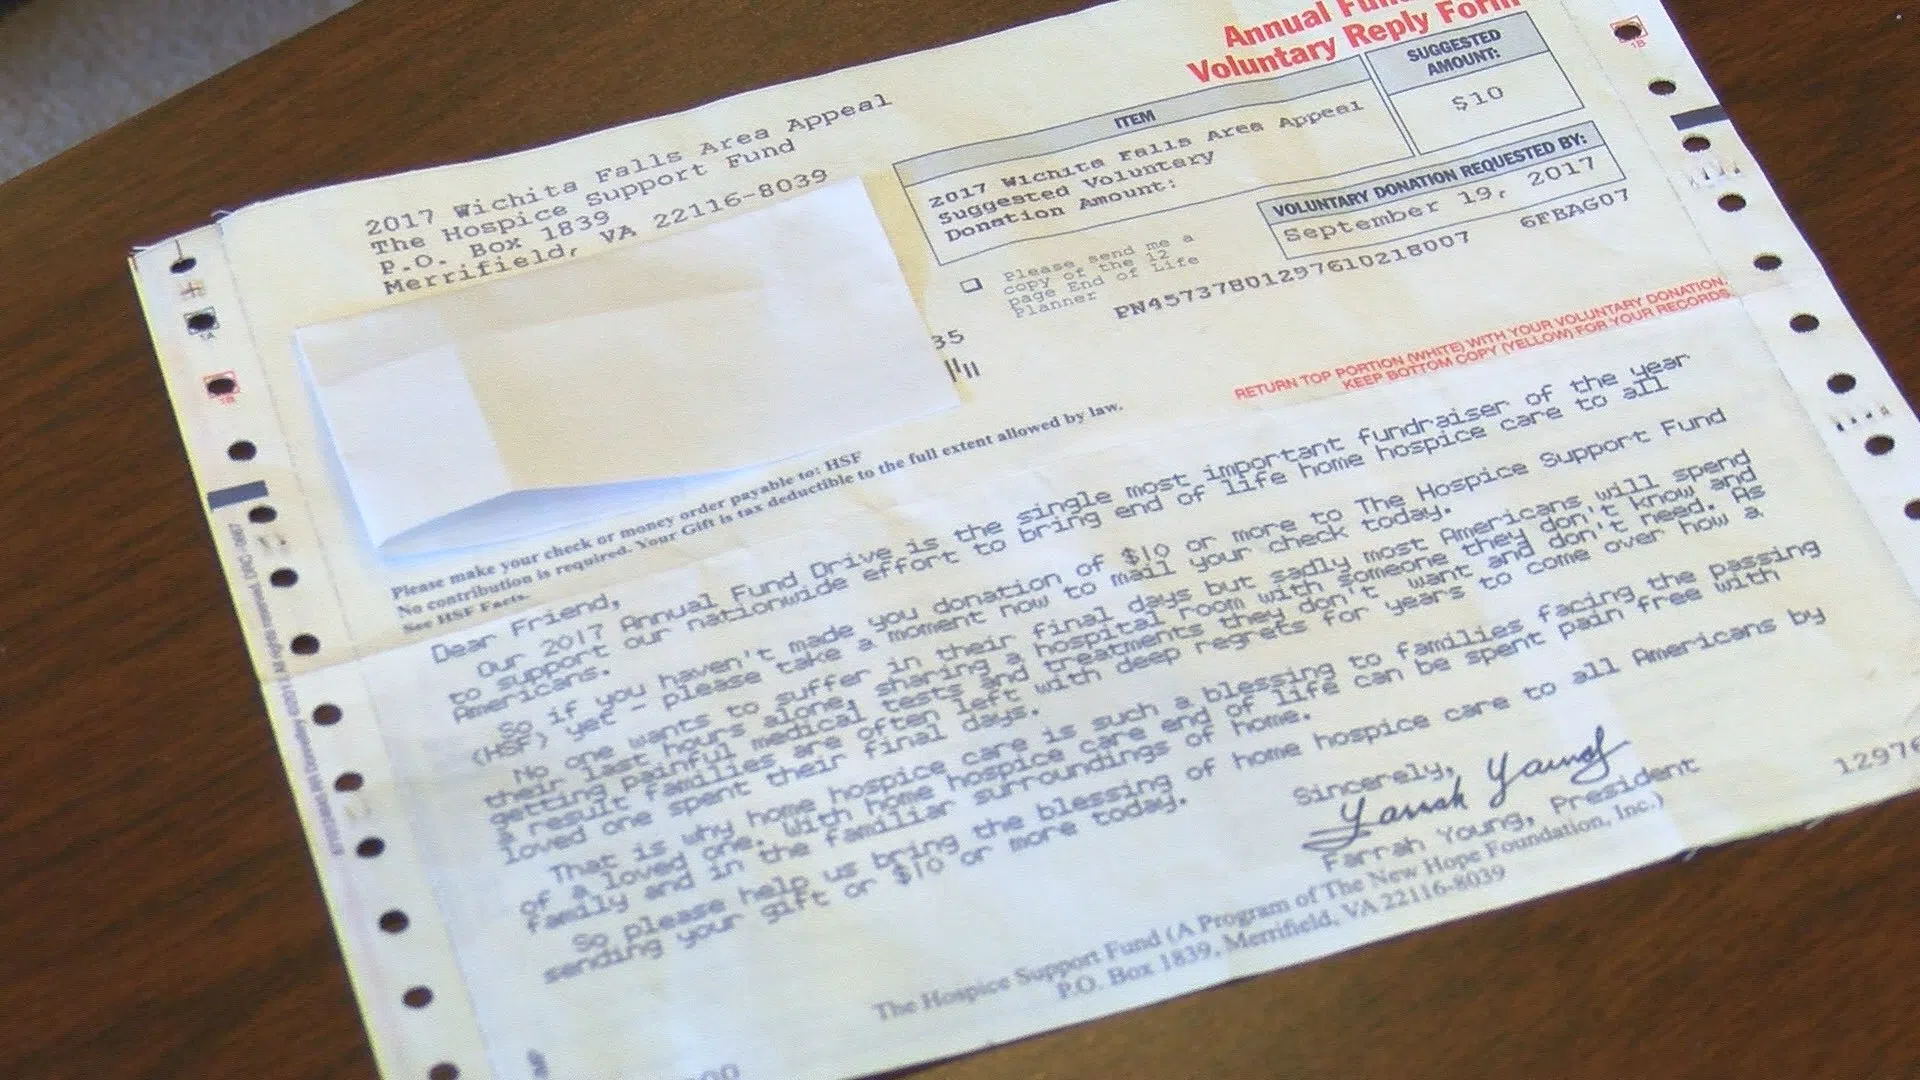 Annual Fund
Voluntary Reply Form
2017 Wichita Falls Area Appeal
The Hospice Support Fund
P.O. Box 1839
Merrifield, VA 22116-8039
ITEM
2017 Wichita Falls Area Appeal
Suggested Voluntary
Donation Amount:
SUGGESTED
AMOUNT:
$10
VOLUNTARY DONATION REQUESTED BY:
September 19, 2017
Please send me a
copy of the 12
page End of Life
Planner
6FBAG07
35
RETURN TOP PORTION (WHITE) WITH YOUR VOLUNTARY DONATION.
KEEP BOTTOM COPY (YELLOW) FOR YOUR RECORDS.
Please make your check or money order payable to: HSF
No contribution is required. Your Gift is tax deductible to the full extent allowed by law.
See HSF Facts.
Dear Friend,
Our 2017 Annual Fund Drive is the single most important fundraiser of the year
to support our nationwide effort to bring end of life home hospice care to all
Americans.
So if you haven't made you donation of $10 or more to The Hospice Support Fund
(HSF) yet - please take a moment now to mail your check today.
No one wants to suffer in their final days but sadly most Americans will spend
their last hours alone, sharing a hospital room with someone they don't know and
getting painful medical tests and treatments they don't want and don't need. As
a result families are often left with deep regrets for years to come over how a
loved one spent their final days.
That is why home hospice care is such a blessing to families facing the passing
of a loved one. With home hospice care end of life can be spent pain free with
family and in the familiar surroundings of home.
So please help us bring the blessing of home hospice care to all Americans by
sending your gift or $10 or more today.
Sincerely,
Farrah Young
Farrah Young, President
The Hospice Support Fund (A Program of The New Hope Foundation, Inc.)
P.O. Box 1839, Merrifield, VA 22116-8039
12976